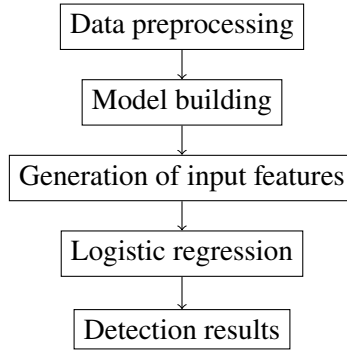 Data preprocessing
Model building
Generation of input features
Logistic regression
Detection results